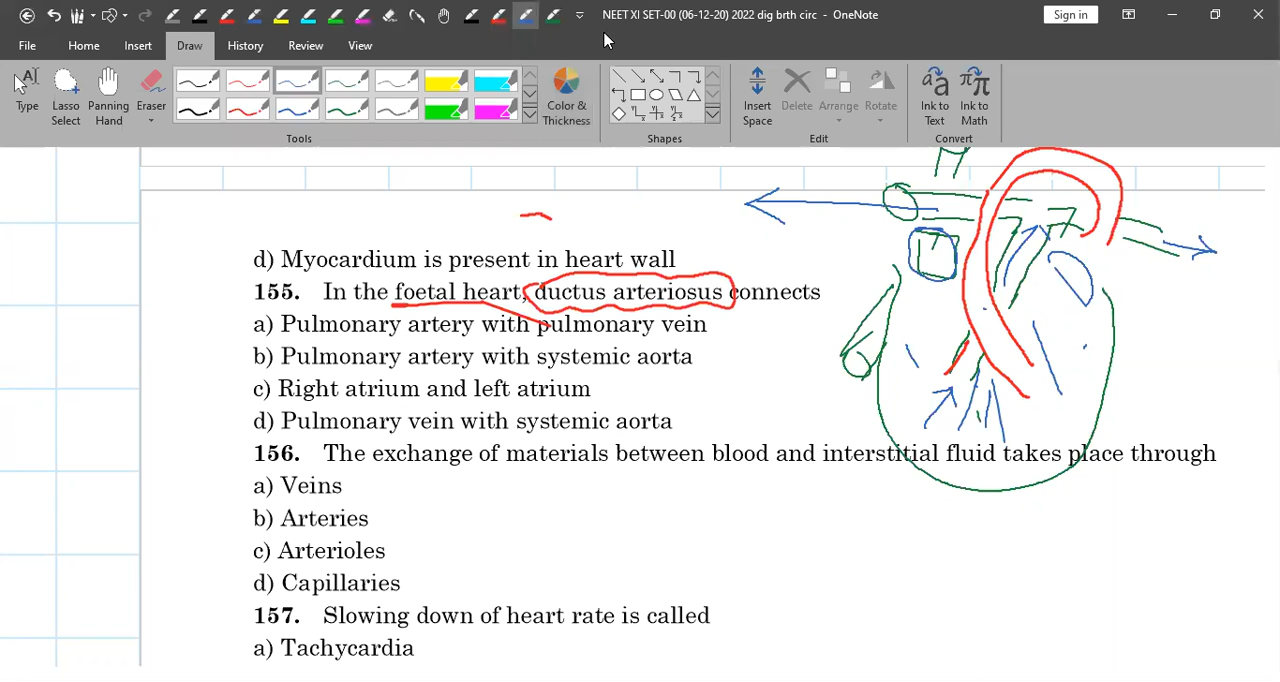 NEET XI SET-00 (06-12-20) 2022 dig brth circ - OneNote
Sign in
File Home Insert Draw History Review View
Type
Lasso Select
Panning Hand
Eraser
Color & Thickness
Insert Space
Delete
Arrange
Rotate
Ink to Text
Ink to Math
Tools
Shapes
Edit
Convert
d) Myocardium is present in heart wall
155. In the foetal heart, ductus arteriosus connects
a) Pulmonary artery with pulmonary vein
b) Pulmonary artery with systemic aorta
c) Right atrium and left atrium
d) Pulmonary vein with systemic aorta
156. The exchange of materials between blood and interstitial fluid takes place through
a) Veins
b) Arteries
c) Arterioles
d) Capillaries
157. Slowing down of heart rate is called
a) Tachycardia